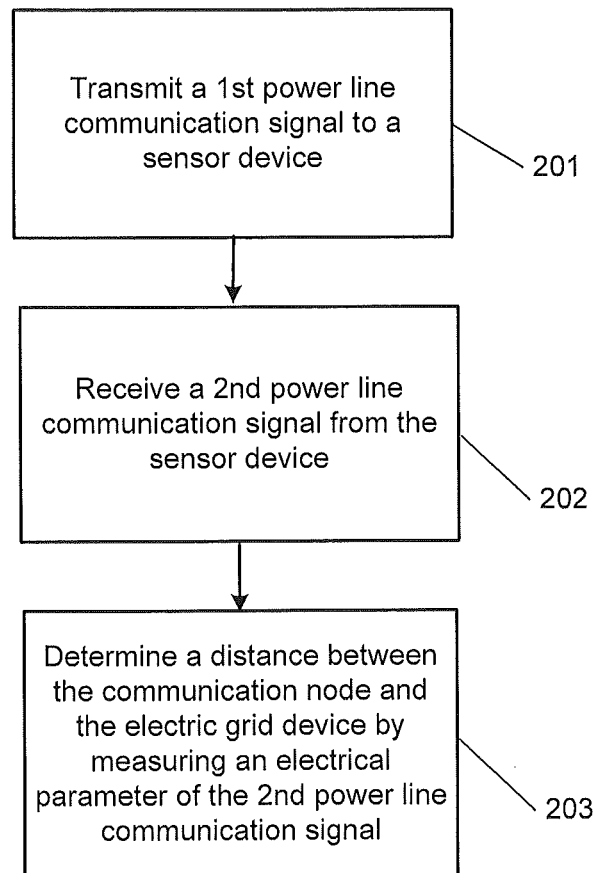 Transmit a 1st power line
communication signal to a
sensor device
201
Receive a 2nd power line
communication signal from the
sensor device
202
Determine a distance between
the communication node and
the electric grid device by
measuring an electrical
parameter of the 2nd power line
communication signal
203